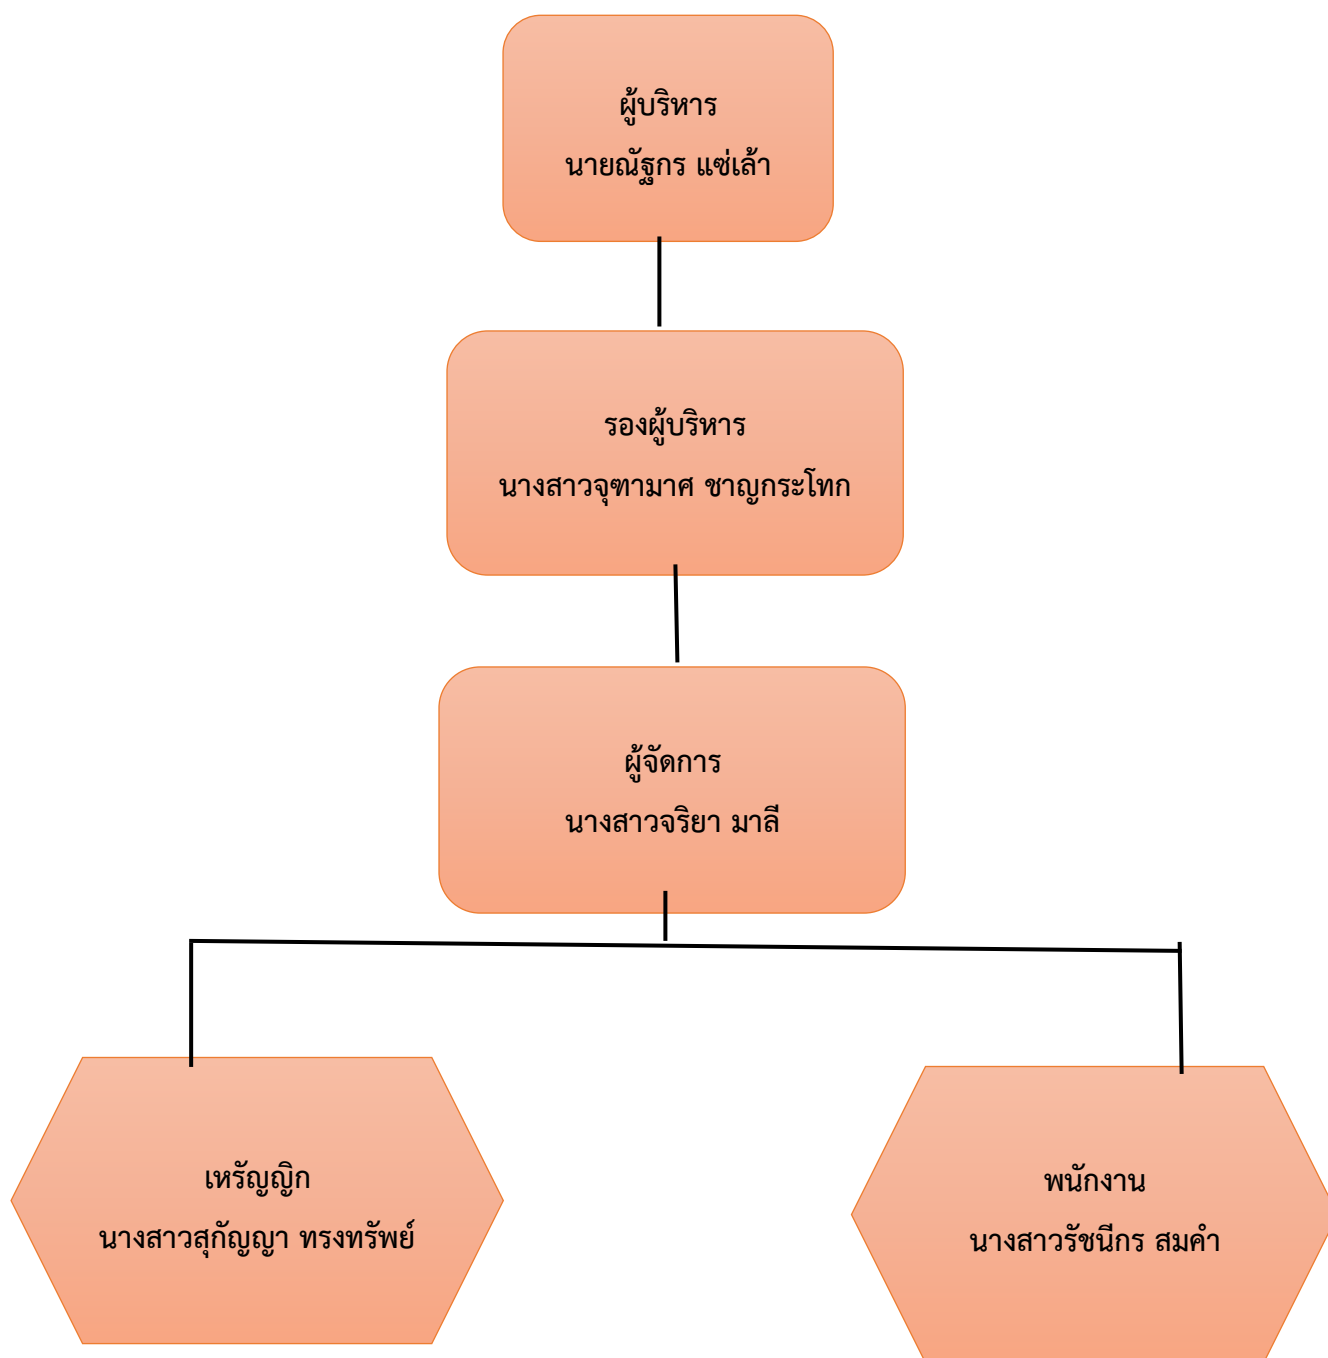 ผู้บริหาร
นายณัฐกร แซ่เล้า
รองผู้บริหาร
นางสาวจุฑามาศ ชาญกระโทก
ผู้จัดการ
นางสาวจริยา มาลี
เหรัญญิก
นางสาวสุกัญญา ทรงทรัพย์
พนักงาน
นางสาวรัชนีกร สมคำ